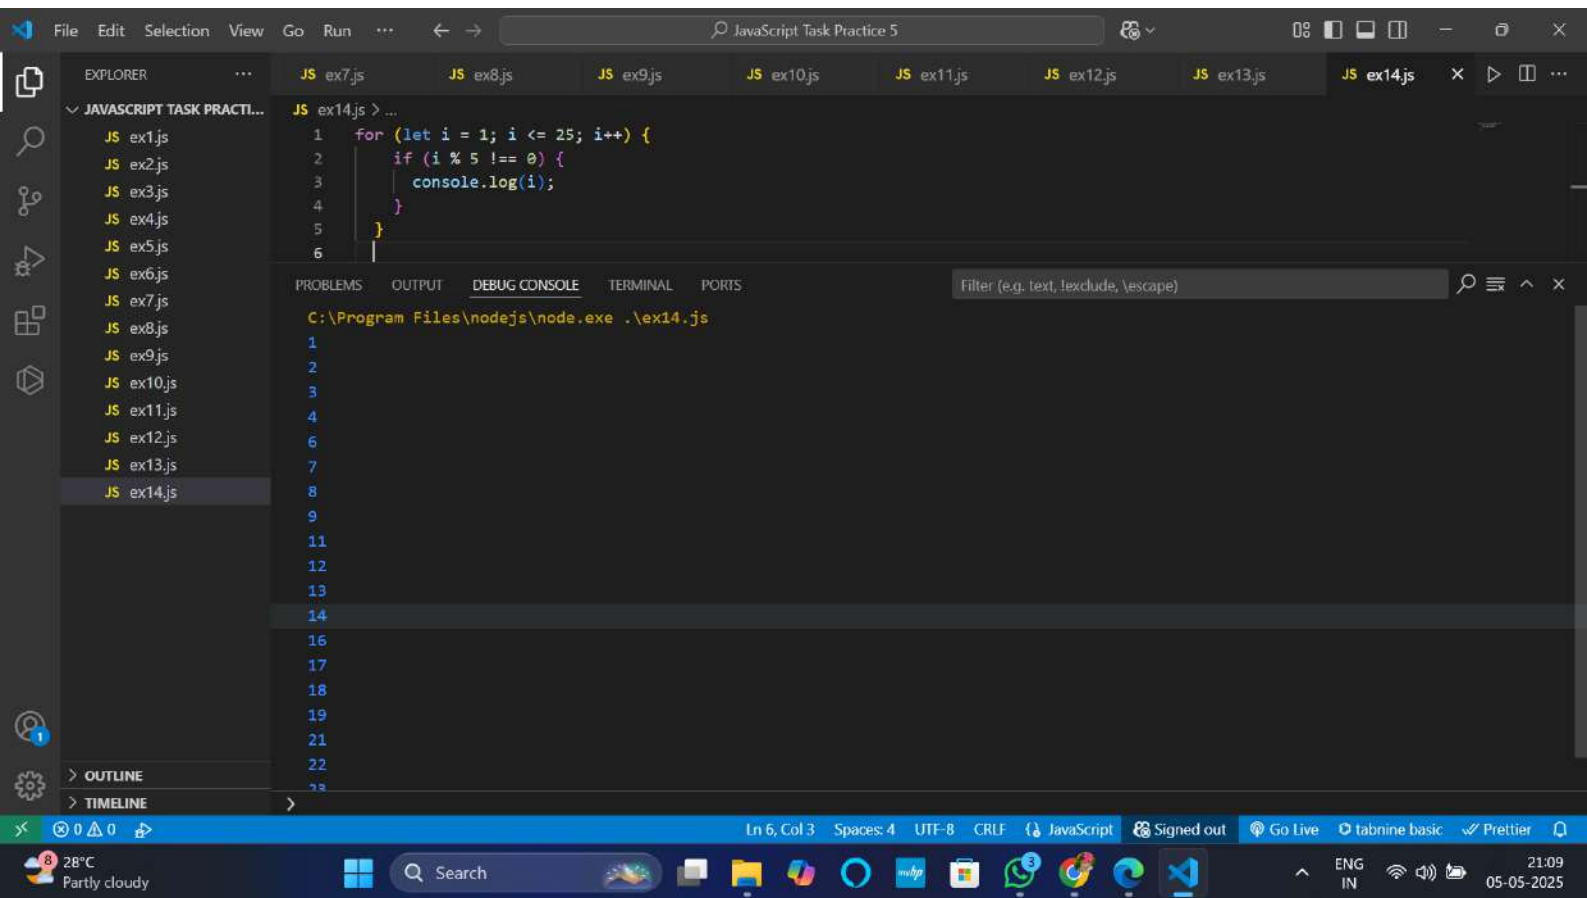 File Edit Selection View Go Run ··· JavaScript Task Practice 5
EXPLORER ···
JS ex7.js JS ex8.js JS ex9.js JS ex10.js JS ex11.js JS ex12.js JS ex13.js JS ex14.js ···
JAVASCRIPT TASK PRACTI...
JS ex1.js
JS ex2.js
JS ex3.js
JS ex4.js
JS ex5.js
JS ex6.js
JS ex7.js
JS ex8.js
JS ex9.js
JS ex10.js
JS ex11.js
JS ex12.js
JS ex13.js
JS ex14.js
OUTLINE
TIMELINE
JS ex14.js > ...
1 for (let i = 1; i <= 25; i++) {
2 if (i % 5 !== 0) {
3 console.log(i);
4 }
5 }
6
PROBLEMS OUTPUT DEBUG CONSOLE TERMINAL PORTS Filter (e.g. text, !exclude, \escape)
C:\Program Files\nodejs\node.exe .\ex14.js
1
2
3
4
6
7
8
9
11
12
13
14
16
17
18
19
21
22
23
>
0 0 Ln 6, Col 3 Spaces: 4 UTF-8 CRLF JavaScript Signed out Go Live tabnine basic Prettier
1
8
28°C
Partly cloudy
Search
mvhp
3
ENG
IN
21:09
05-05-2025